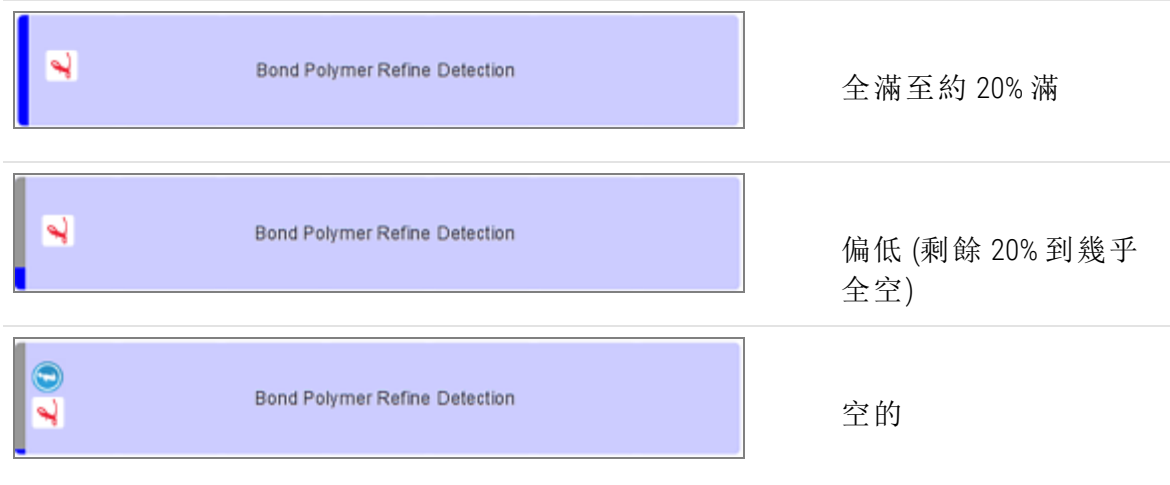 Bond Polymer Refine Detection
全滿至約 20% 滿
Bond Polymer Refine Detection
偏低 (剩餘 20% 到幾乎
全空)
Bond Polymer Refine Detection
空的